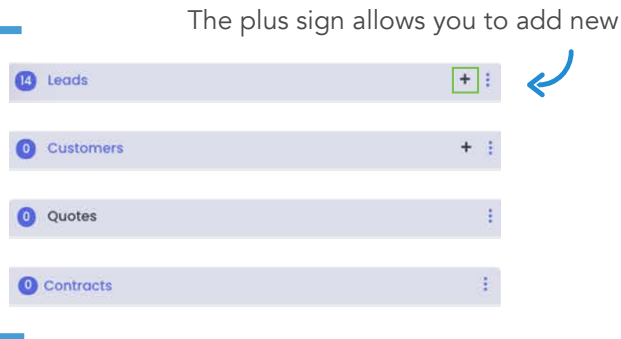 The plus sign allows you to add new
14 Leads +
0 Customers +
0 Quotes
0 Contracts